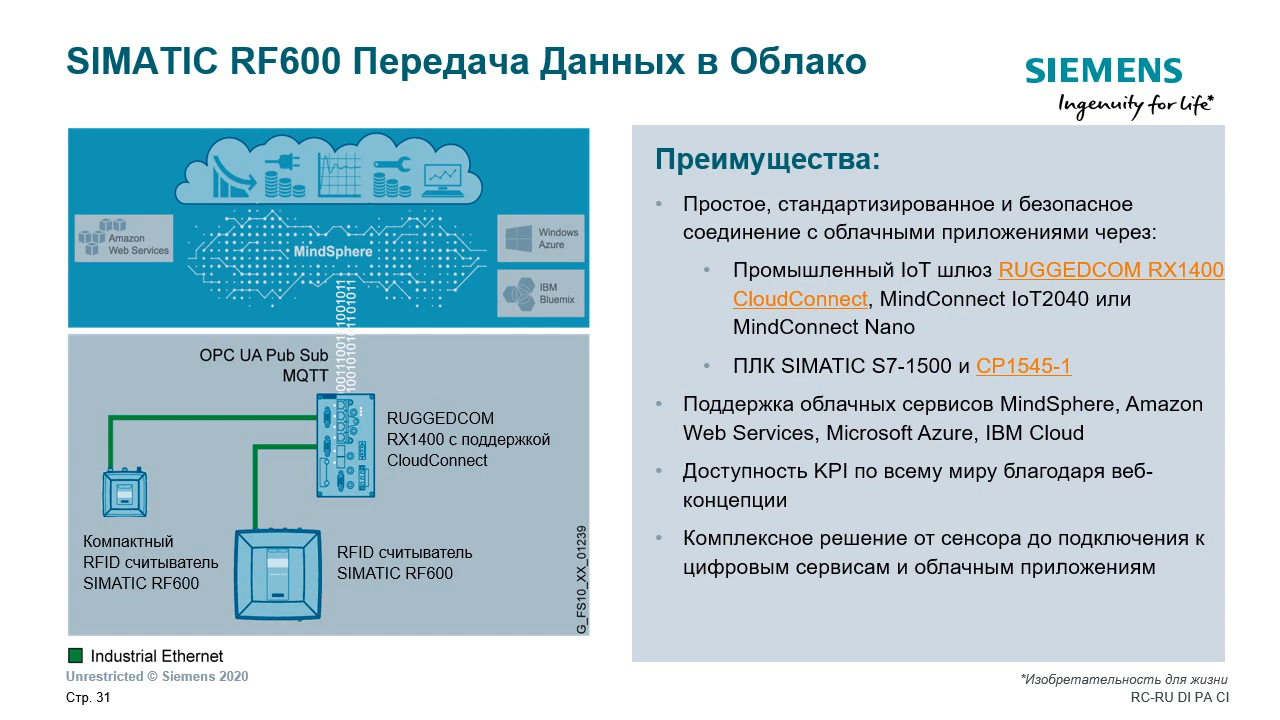 SIMATIC RF600 Передача Данных в Облако
SIEMENS
Ingenuity for life*
Amazon
Web Services
MindSphere
Windows
Azure
IBM
Bluemix
OPC UA Pub Sub
MQTT
RUGGEDCOM
RX1400 с поддержкой
CloudConnect
Компактный
RFID считыватель
SIMATIC RF600
RFID считыватель
SIMATIC RF600
G_FS10_XX_01239
Industrial Ethernet
Преимущества:
• Простое, стандартизированное и безопасное
соединение с облачными приложениями через:
• Промышленный IoT шлюз RUGGEDCOM RX1400
CloudConnect, MindConnect IoT2040 или
MindConnect Nano
• ПЛК SIMATIC S7-1500 и CP1545-1
• Поддержка облачных сервисов MindSphere, Amazon
Web Services, Microsoft Azure, IBM Cloud
• Доступность KPI по всему миру благодаря веб-
концепции
• Комплексное решение от сенсора до подключения к
цифровым сервисам и облачным приложениям
Unrestricted © Siemens 2020
Стр. 31
*Изобретательность для жизни
RC-RU DI PA CI